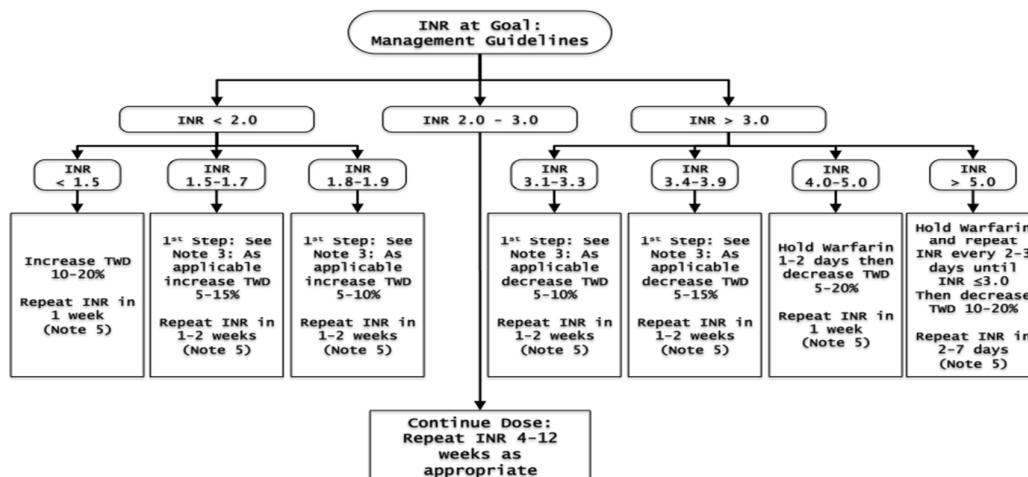 INR at Goal:
Management Guidelines
INR < 2.0
INR 2.0 - 3.0
INR > 3.0
INR
< 1.5
INR
1.5-1.7
INR
1.8-1.9
INR
3.1-3.3
INR
3.4-3.9
INR
4.0-5.0
INR
> 5.0
Increase TWD
10-20%
Repeat INR in
1 week
(Note 5)
1st Step: See
Note 3: As
applicable
increase TWD
5-15%
Repeat INR in
1-2 weeks
(Note 5)
1st Step: See
Note 3: As
applicable
increase TWD
5-10%
Repeat INR in
1-2 weeks
(Note 5)
1st Step: See
Note 3: As
applicable
decrease TWD
5-10%
Repeat INR in
1-2 weeks
(Note 5)
1st Step: See
Note 3: As
applicable
decrease TWD
5-15%
Repeat INR in
1-2 weeks
(Note 5)
Hold Warfarin
1-2 days then
decrease TWD
5-20%
Repeat INR in
1 week
(Note 5)
Hold Warfarin
and repeat
INR every 2-3
days until
INR ≤3.0
Then decrease
TWD 10-20%
Repeat INR in
2-7 days
(Note 5)
Continue Dose:
Repeat INR 4-12
weeks as
appropriate